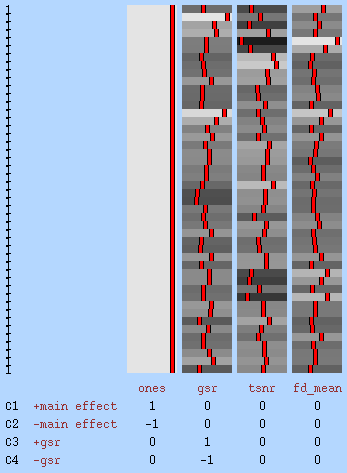 1
ones gsr tsnr fd_mean
C1 +main effect 1 0 0 0
C2 -main effect -1 0 0 0
C3 +gsr 0 1 0 0
C4 -gsr 0 -1 0 0